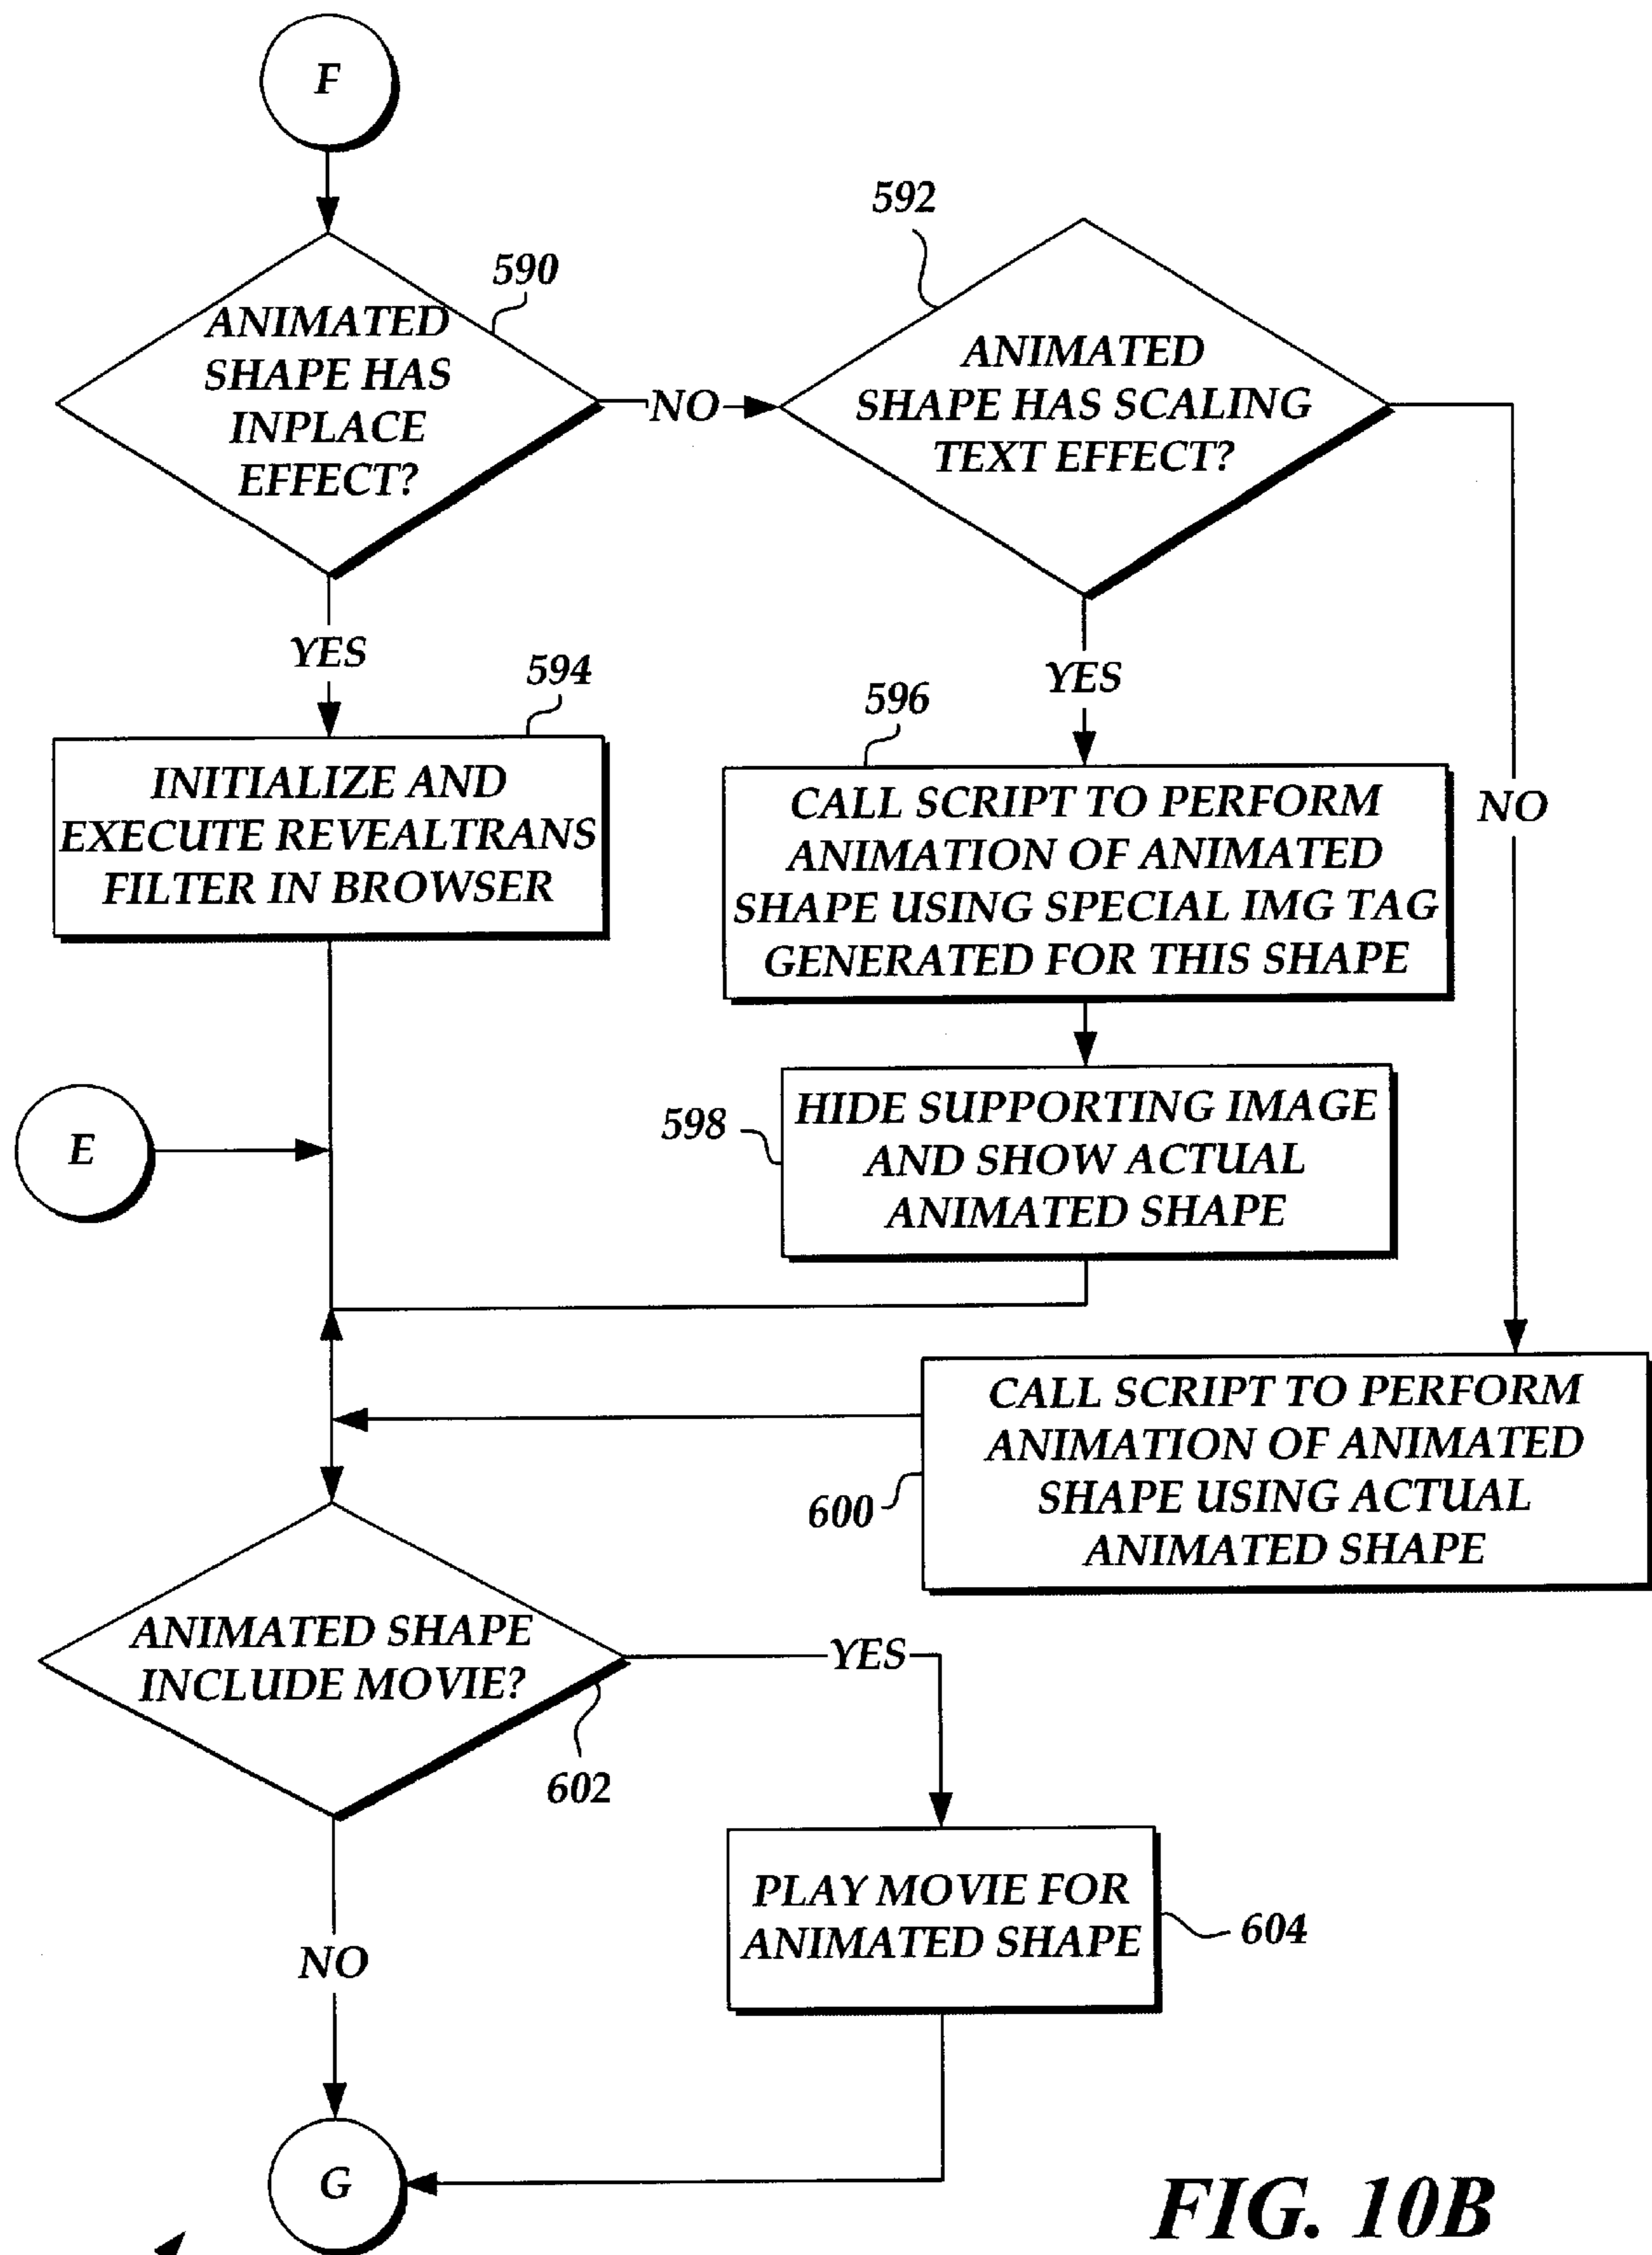 F
590
ANIMATED
SHAPE HAS
INPLACE
EFFECT?
NO
592
ANIMATED
SHAPE HAS SCALING
TEXT EFFECT?
YES
594
INITIALIZE AND
EXECUTE REVEALTRANS
FILTER IN BROWSER
YES
596
CALL SCRIPT TO PERFORM
ANIMATION OF ANIMATED
SHAPE USING SPECIAL IMG TAG
GENERATED FOR THIS SHAPE
NO
E
598
HIDE SUPPORTING IMAGE
AND SHOW ACTUAL
ANIMATED SHAPE
600
CALL SCRIPT TO PERFORM
ANIMATION OF ANIMATED
SHAPE USING ACTUAL
ANIMATED SHAPE
ANIMATED SHAPE
INCLUDE MOVIE?
602
YES
PLAY MOVIE FOR
ANIMATED SHAPE
604
NO
G
FIG. 10B